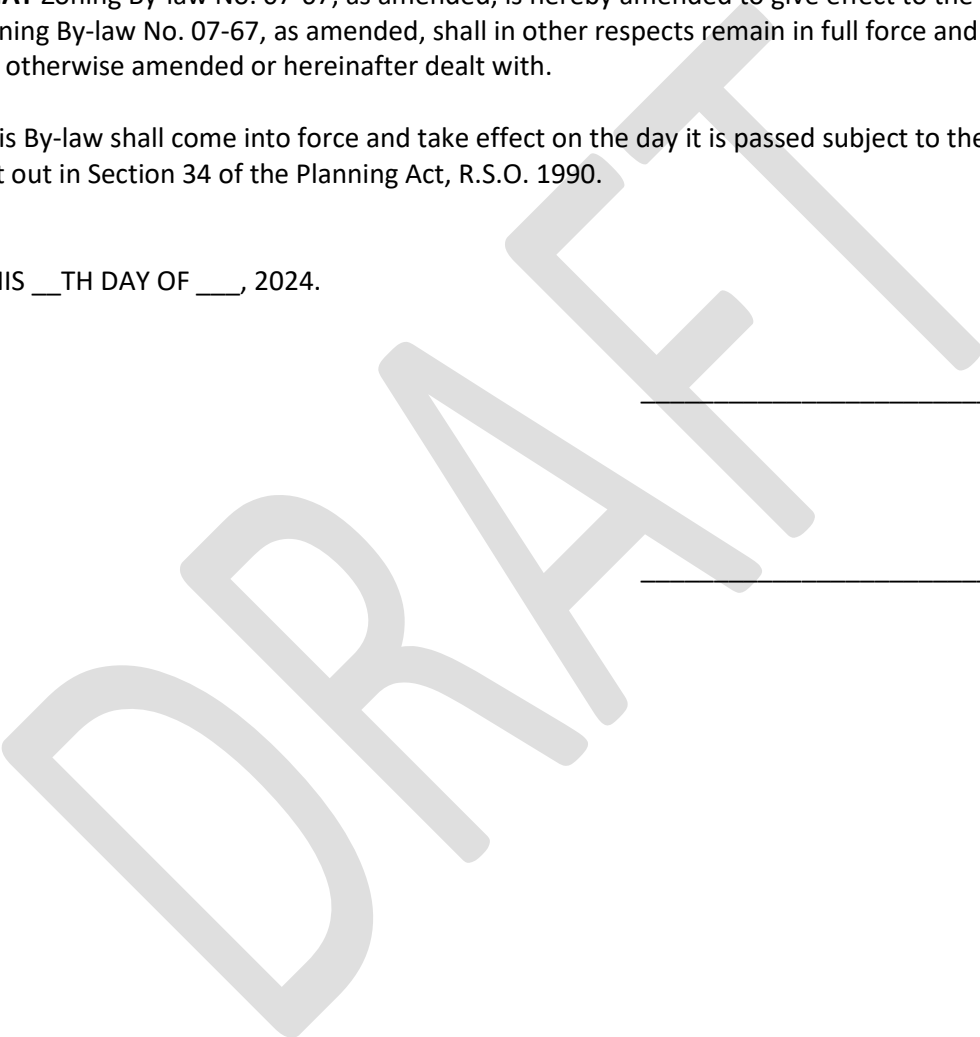 Zoning By-law No. 07-67, as amended, is hereby amended to give effect to the
ning By-law No. 07-67, as amended, shall in other respects remain in full force and
otherwise amended or hereinafter dealt with.
is By-law shall come into force and take effect on the day it is passed subject to the
t out in Section 34 of the Planning Act, R.S.O. 1990.
HIS __TH DAY OF ___, 2024.
DRAFT